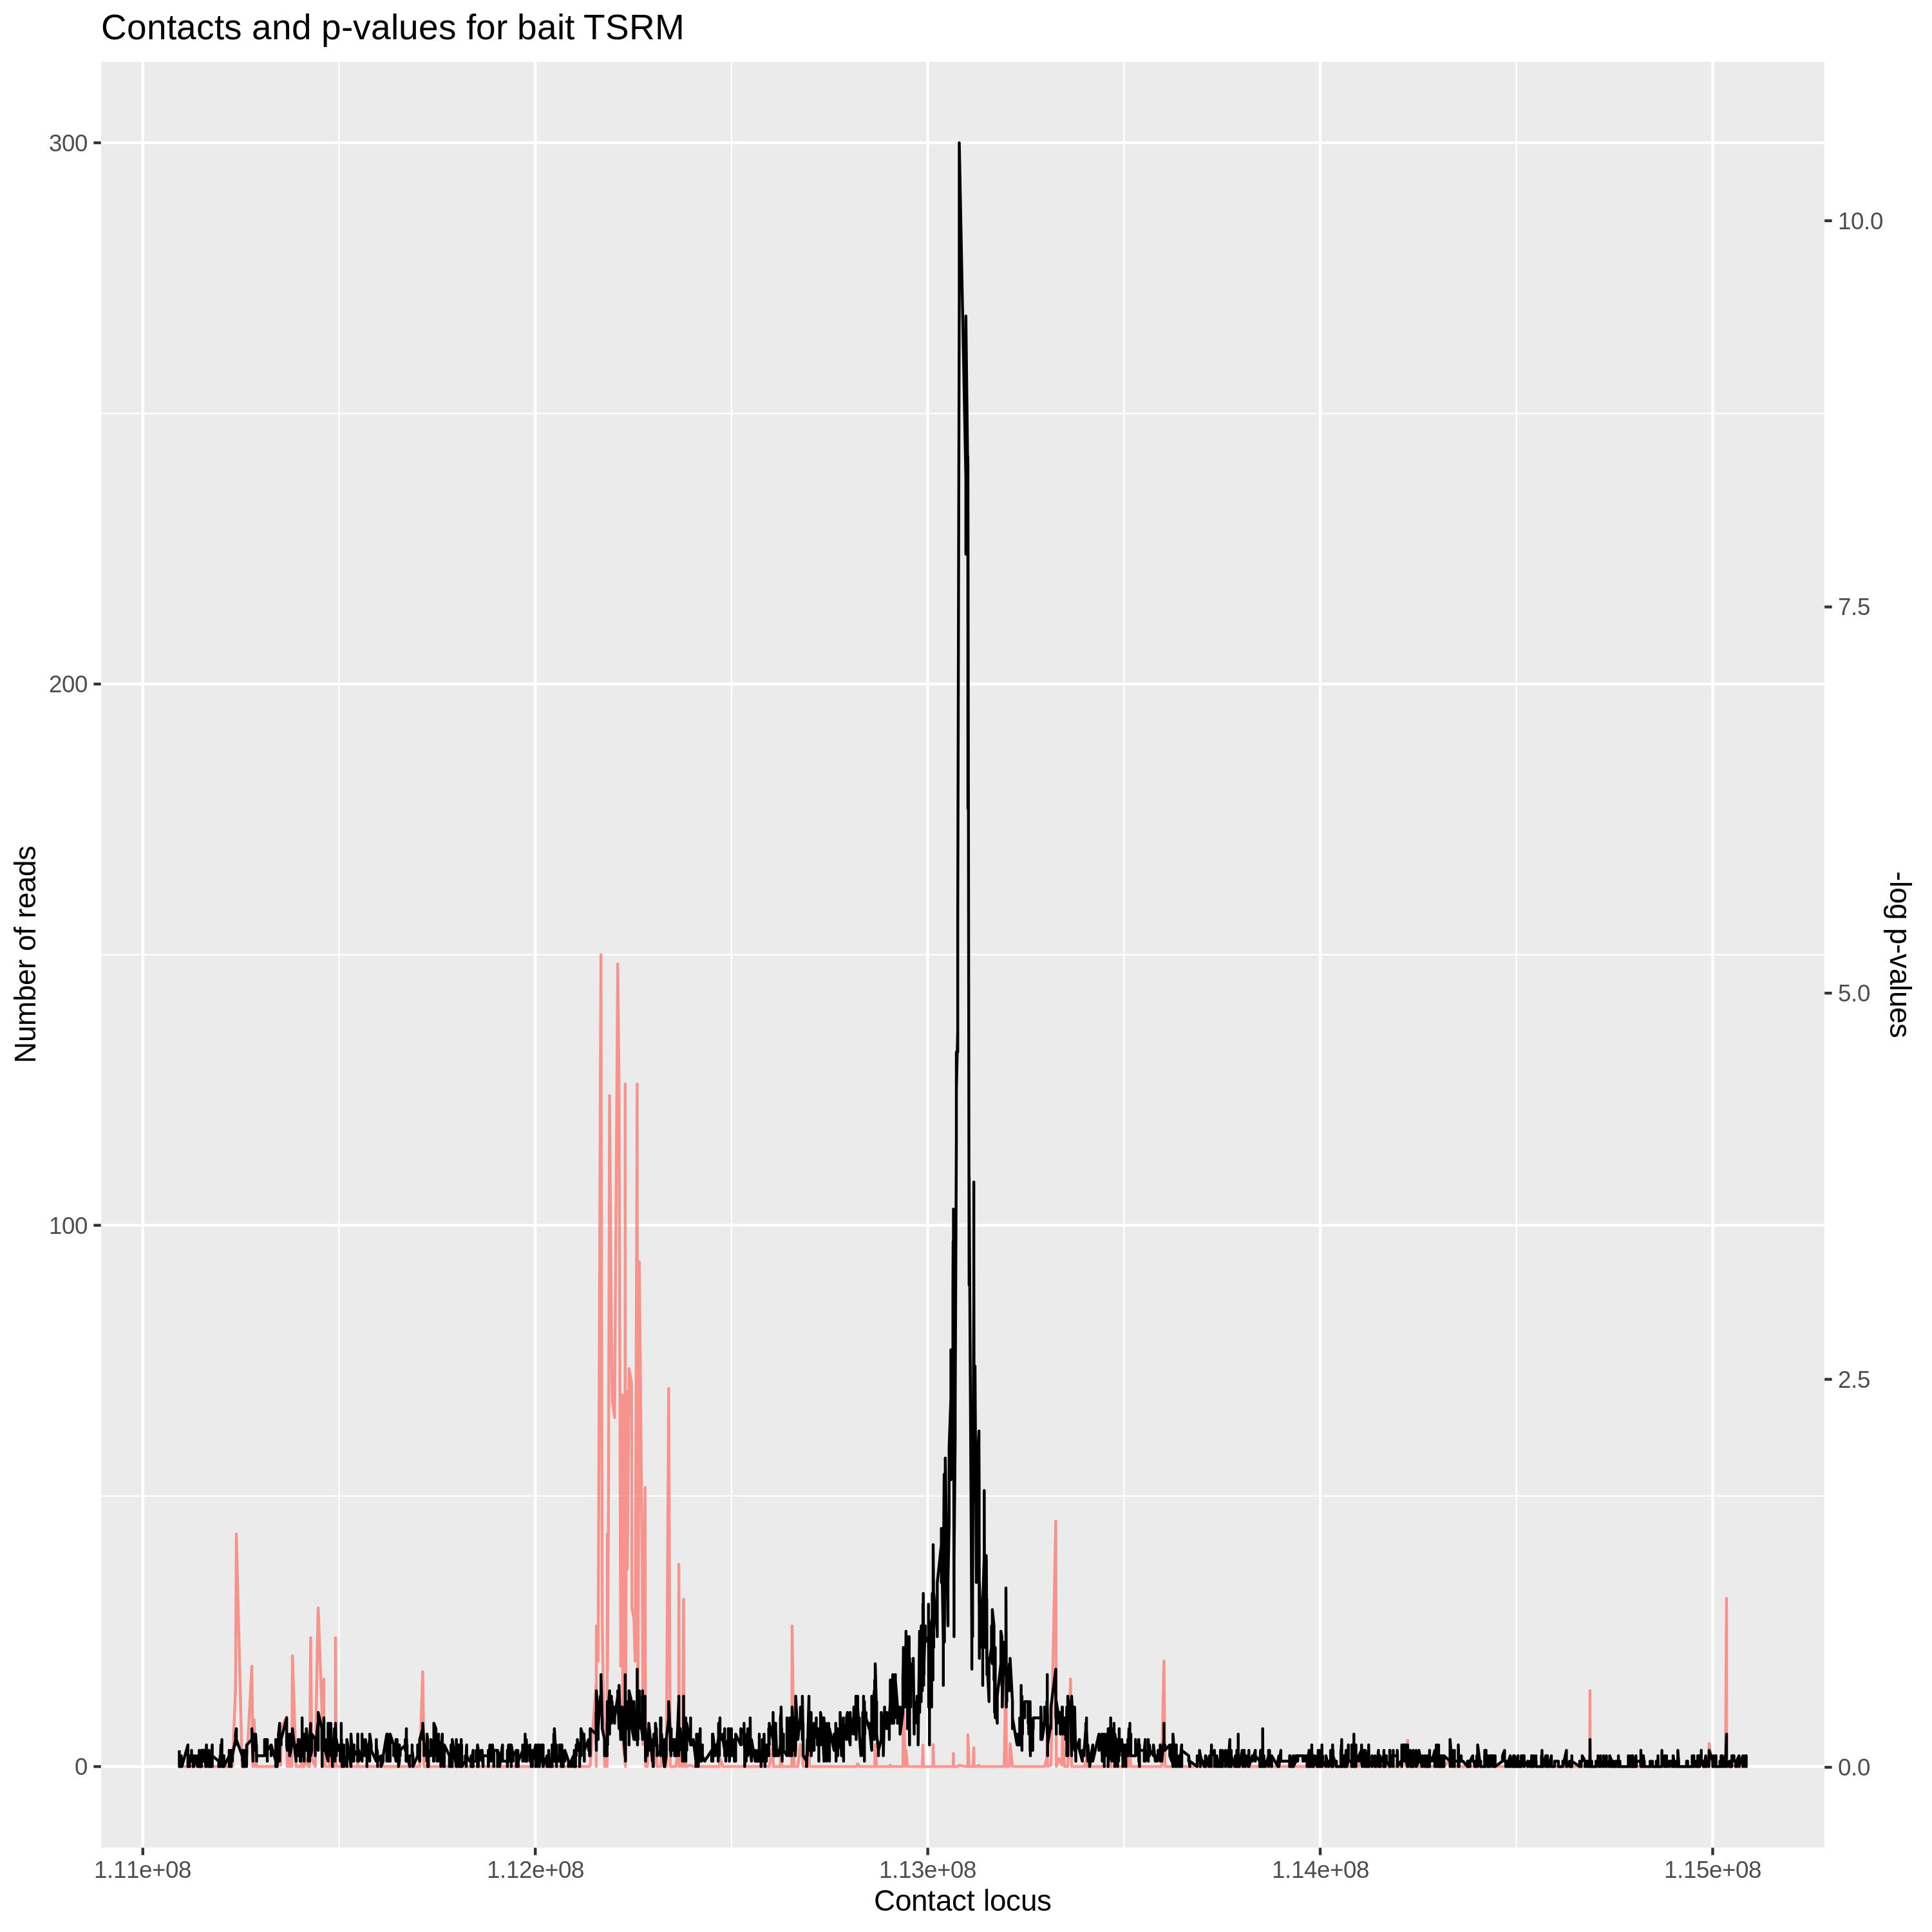 Contacts and p-values for bait TSRM
300
200
100
0
Number of reads
10.0
7.5
5.0
2.5
0.0
-log p-values
1.11e+08
1.12e+08
1.13e+08
1.14e+08
1.15e+08
Contact locus